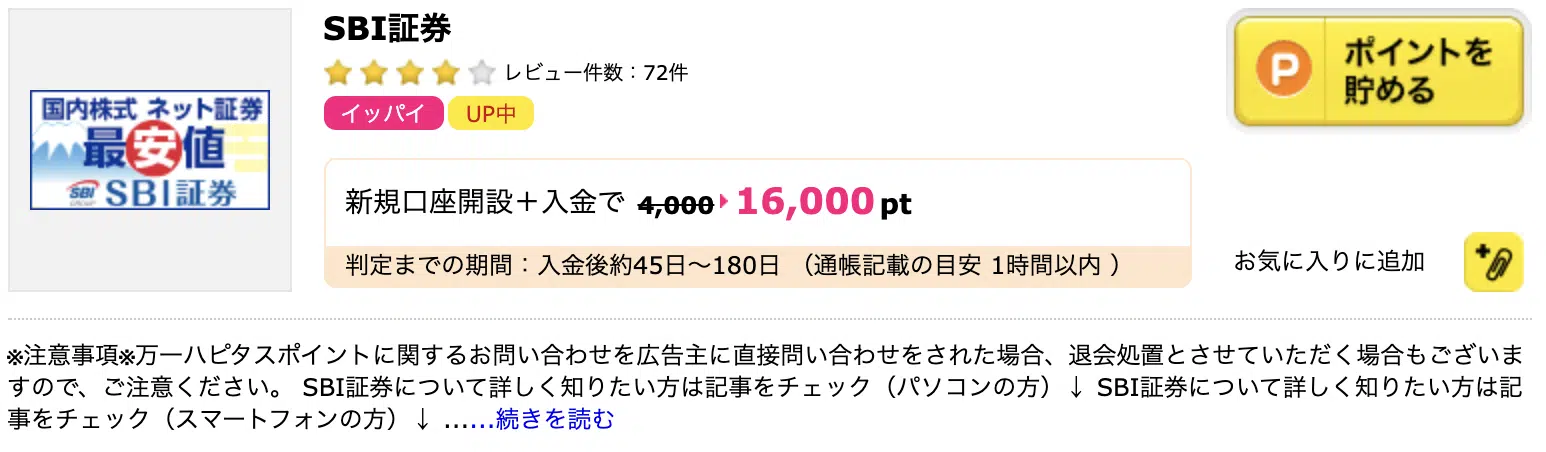 SBI証券
レビュー件数：72件
イッパイ UP中
国内株式 ネット証券
最安値
SBI SBI証券
新規口座開設＋入金で 4,000 16,000 pt
判定までの期間：入金後約45日～180日 （通帳記載の目安 1時間以内 ）
P ポイントを
貯める
お気に入りに追加
※注意事項※万一ハピタスポイントに関するお問い合わせを広告主に直接問い合わせをされた場合、退会処置とさせていただく場合もございま
すので、ご注意ください。 SBI証券について詳しく知りたい方は記事をチェック（パソコンの方）↓ SBI証券について詳しく知りたい方は記
事をチェック（スマートフォンの方）↓ ......続きを読む